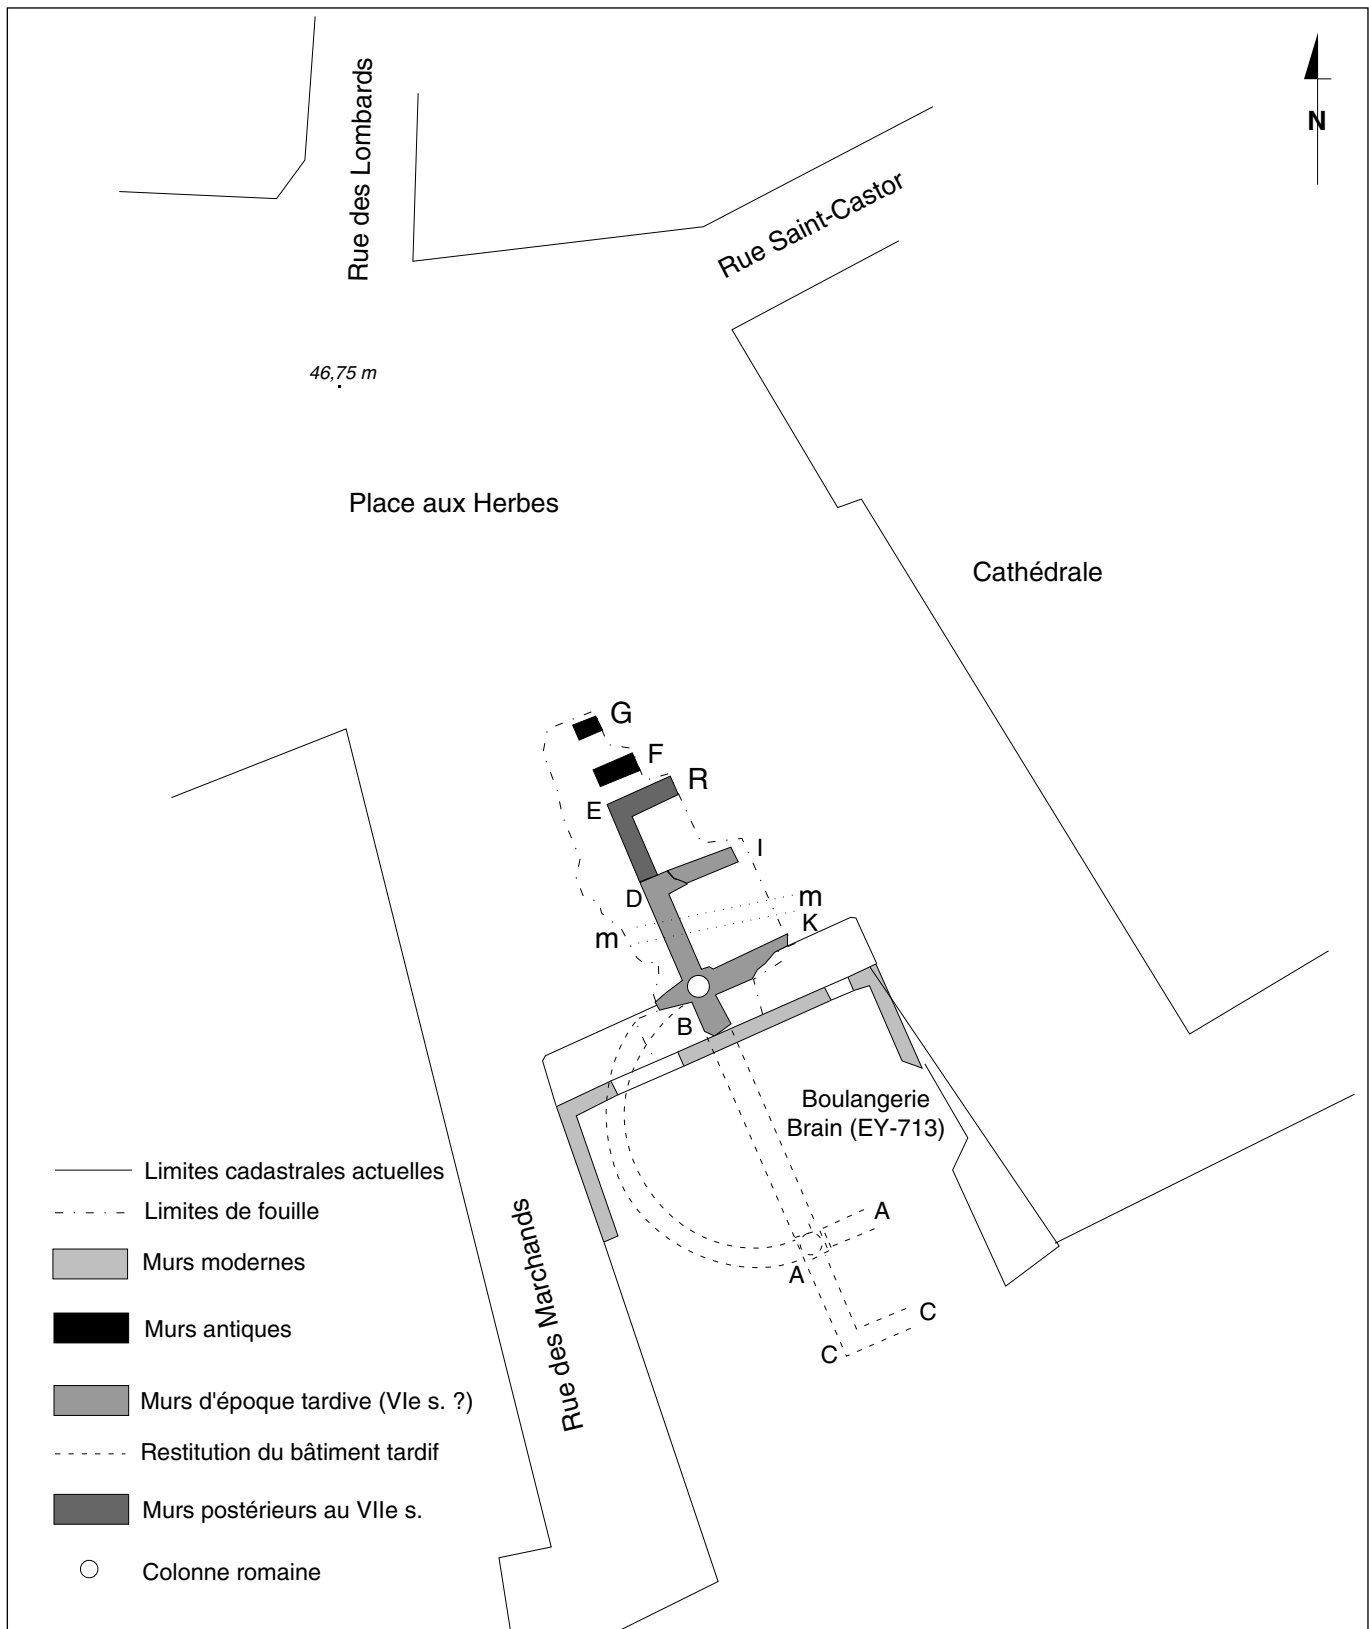 Rue des Lombards
Rue Saint-Castor
N
46,75 m
Place aux Herbes
Cathédrale
G
F
R
E
I
D
m
K
m
B
Boulangerie
Brain (EY-713)
A
A
C
C
Rue des Marchands
Limites cadastrales actuelles
Limites de fouille
Murs modernes
Murs antiques
Murs d'époque tardive (VIe s. ?)
Restitution du bâtiment tardif
Murs postérieurs au VIIe s.
Colonne romaine